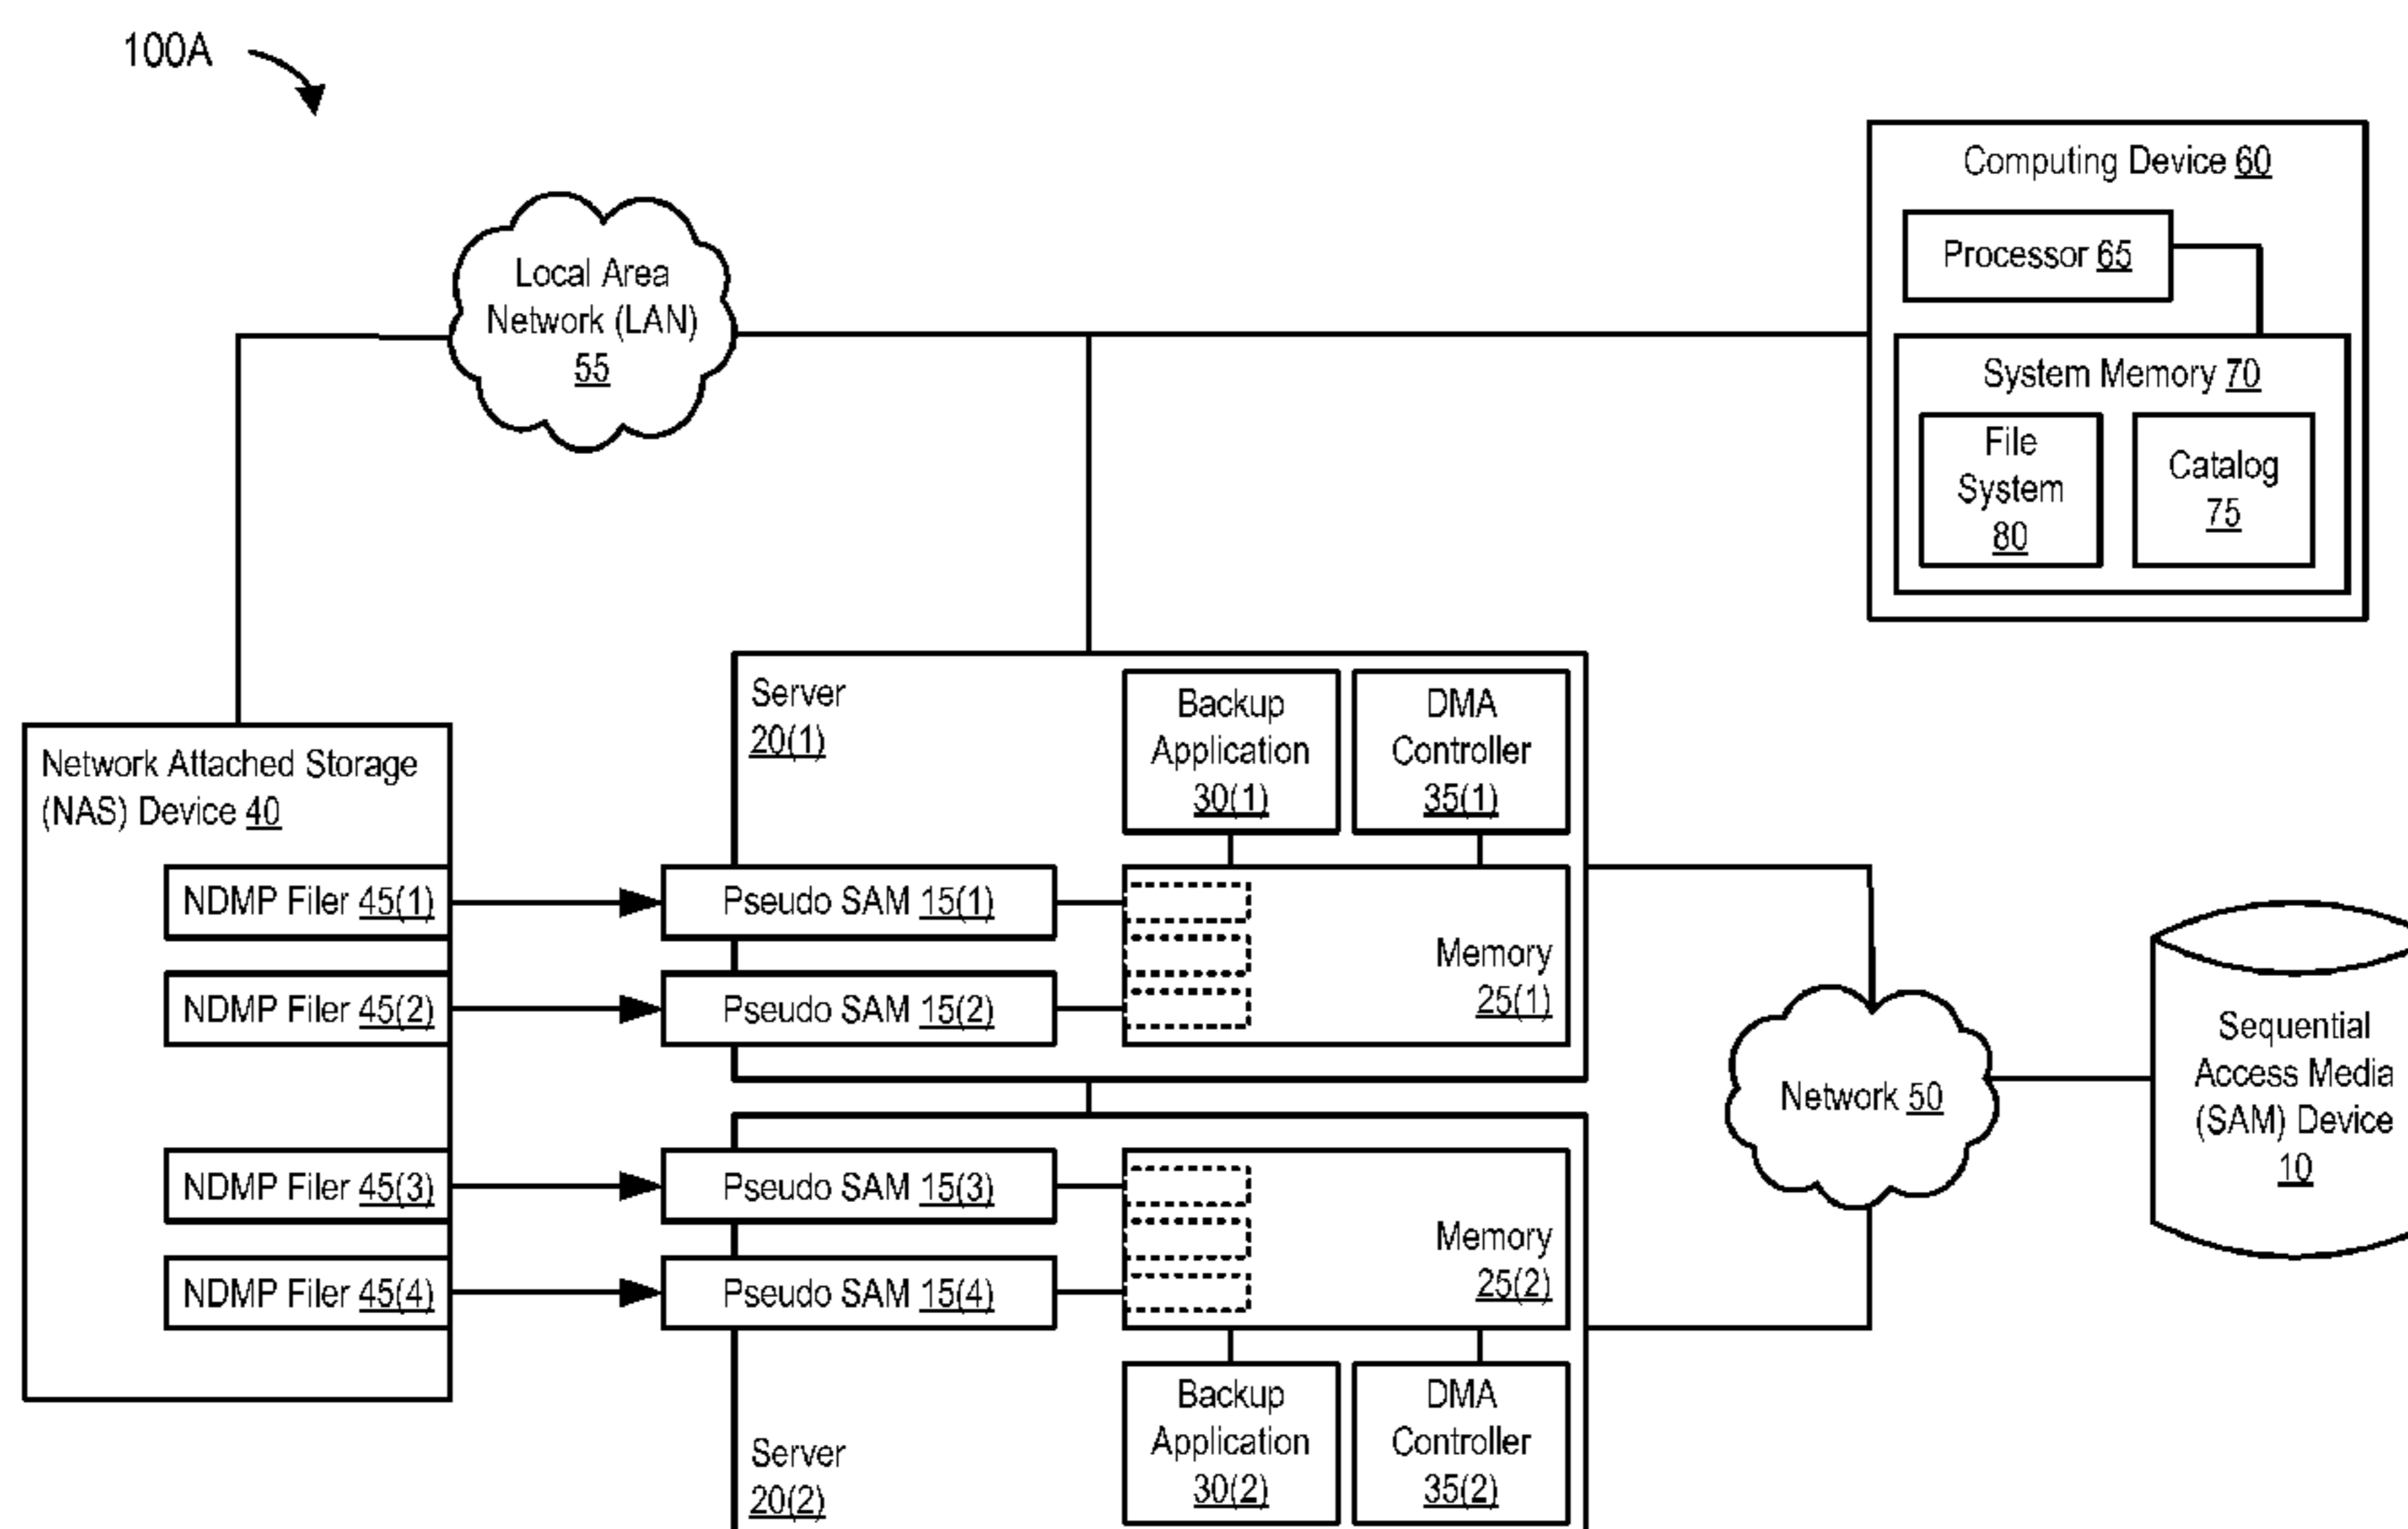 100A
Computing Device 60
Processor 65
System Memory 70
File
System
80
Catalog
75
Local Area
Network (LAN)
55
Network Attached Storage
(NAS) Device 40
NDMP Filer 45(1)
NDMP Filer 45(2)
NDMP Filer 45(3)
NDMP Filer 45(4)
Server
20(1)
Backup
Application
30(1)
DMA
Controller
35(1)
Pseudo SAM 15(1)
Pseudo SAM 15(2)
Memory
25(1)
Pseudo SAM 15(3)
Pseudo SAM 15(4)
Memory
25(2)
Server
20(2)
Backup
Application
30(2)
DMA
Controller
35(2)
Network 50
Sequential
Access Media
(SAM) Device
10